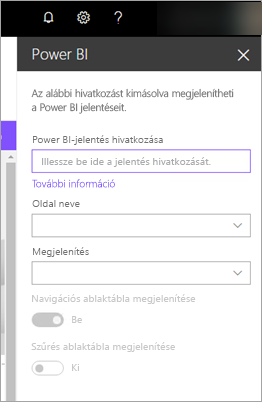 Power BI
Az alábbi hivatkozást kimásolva megjelenítheti
a Power BI jelentéseit.
Power BI-jelentés hivatkozása
Illessze be ide a jelentés hivatkozását.
További információ
Oldal neve
Megjelenítés
Navigációs ablaktábla megjelenítése
Be
Szűrés ablaktábla megjelenítése
Ki